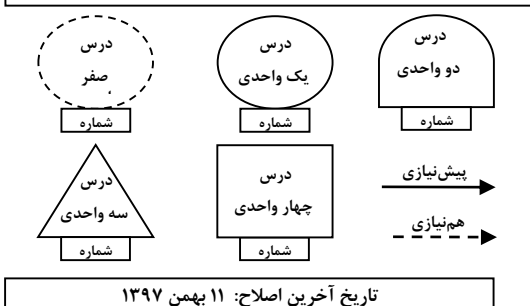 درس
دو واحدی
شماره
درس
یک واحدی
شماره
درس
صفر
شماره
پیش‌نیازی
هم‌نیازی
درس
چهار واحدی
شماره
درس
سه واحدی
شماره
تاریخ آخرین اصلاح: ۱۱ بهمن ۱۳۹۷